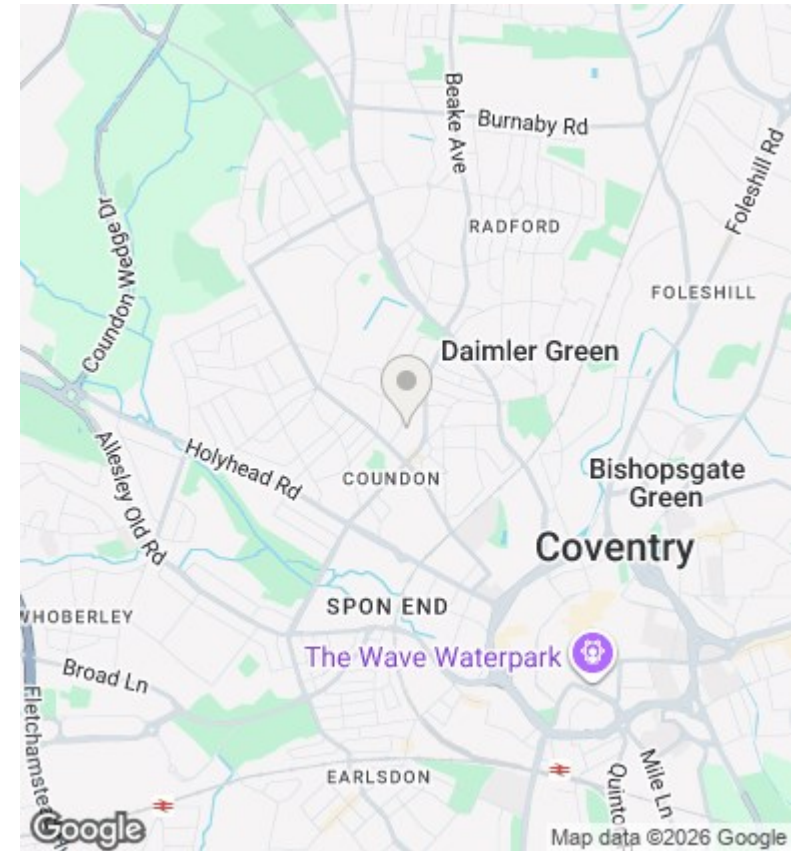 Beake Ave
Burnaby Rd
Foleshill Rd
RADFORD
Coundon Wedge Dr
FOLESHILL
Daimler Green
Allesley Old Rd
Holyhead Rd
COUNDON
Bishopsgate
Green
Coventry
SPON END
WHOBERLEY
The Wave Waterpark
Broad Ln
EARLSDON
Mile Ln
Google
Map data ©2026 Google